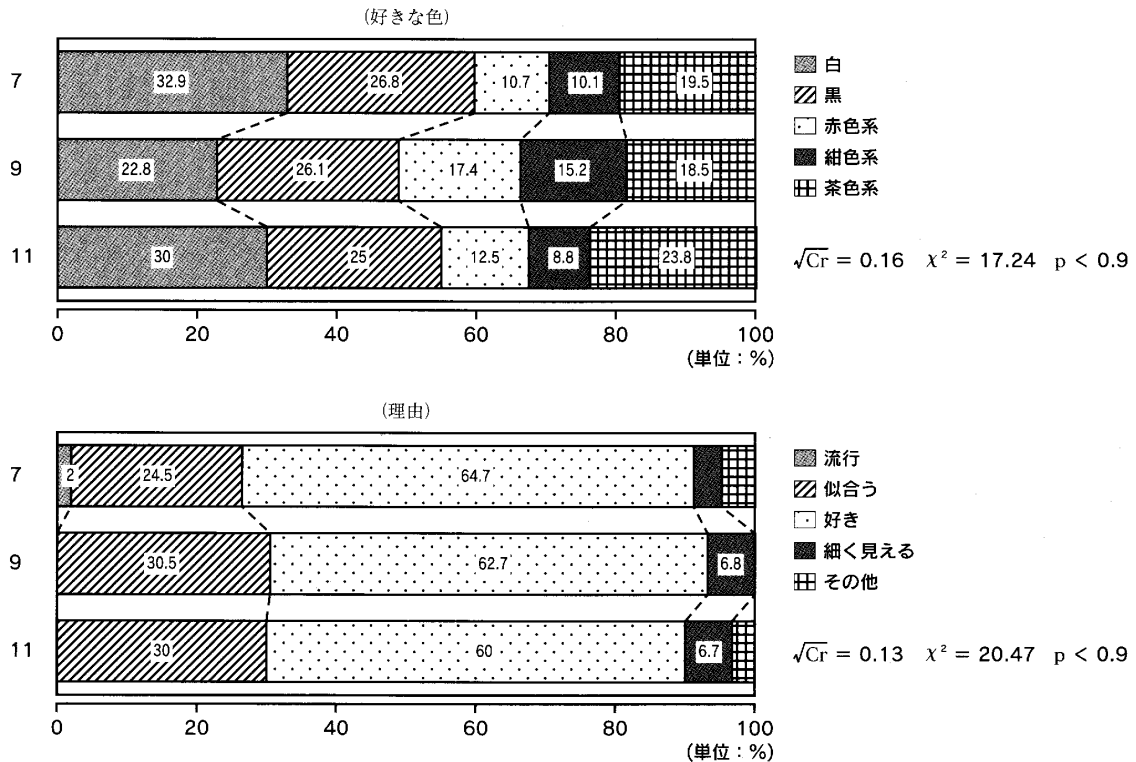 (好きな色)
7 32.9 26.8 10.7 10.1 19.5
9 22.8 26.1 17.4 15.2 18.5
11 30 25 12.5 8.8 23.8
0 20 40 60 80 100
(単位：%)
白
黒
赤色系
紺色系
茶色系
√Cr = 0.16 χ² = 17.24 p < 0.9
(理由)
7 2 24.5 64.7
9 30.5 62.7 6.8
11 30 60 6.7
0 20 40 60 80 100
(単位：%)
流行
似合う
好き
細く見える
その他
√Cr = 0.13 χ² = 20.47 p < 0.9